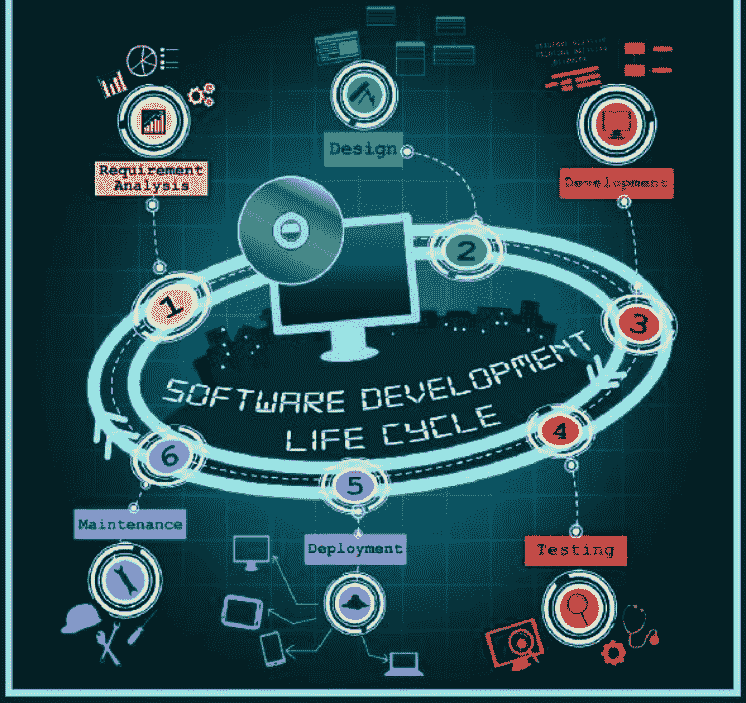 Design
Development
Requirement
Analysis
2
1
3
SOFTWARE DEVELOPMENT
LIFE CYCLE
4
6
5
Maintenance
Deployment
Testing